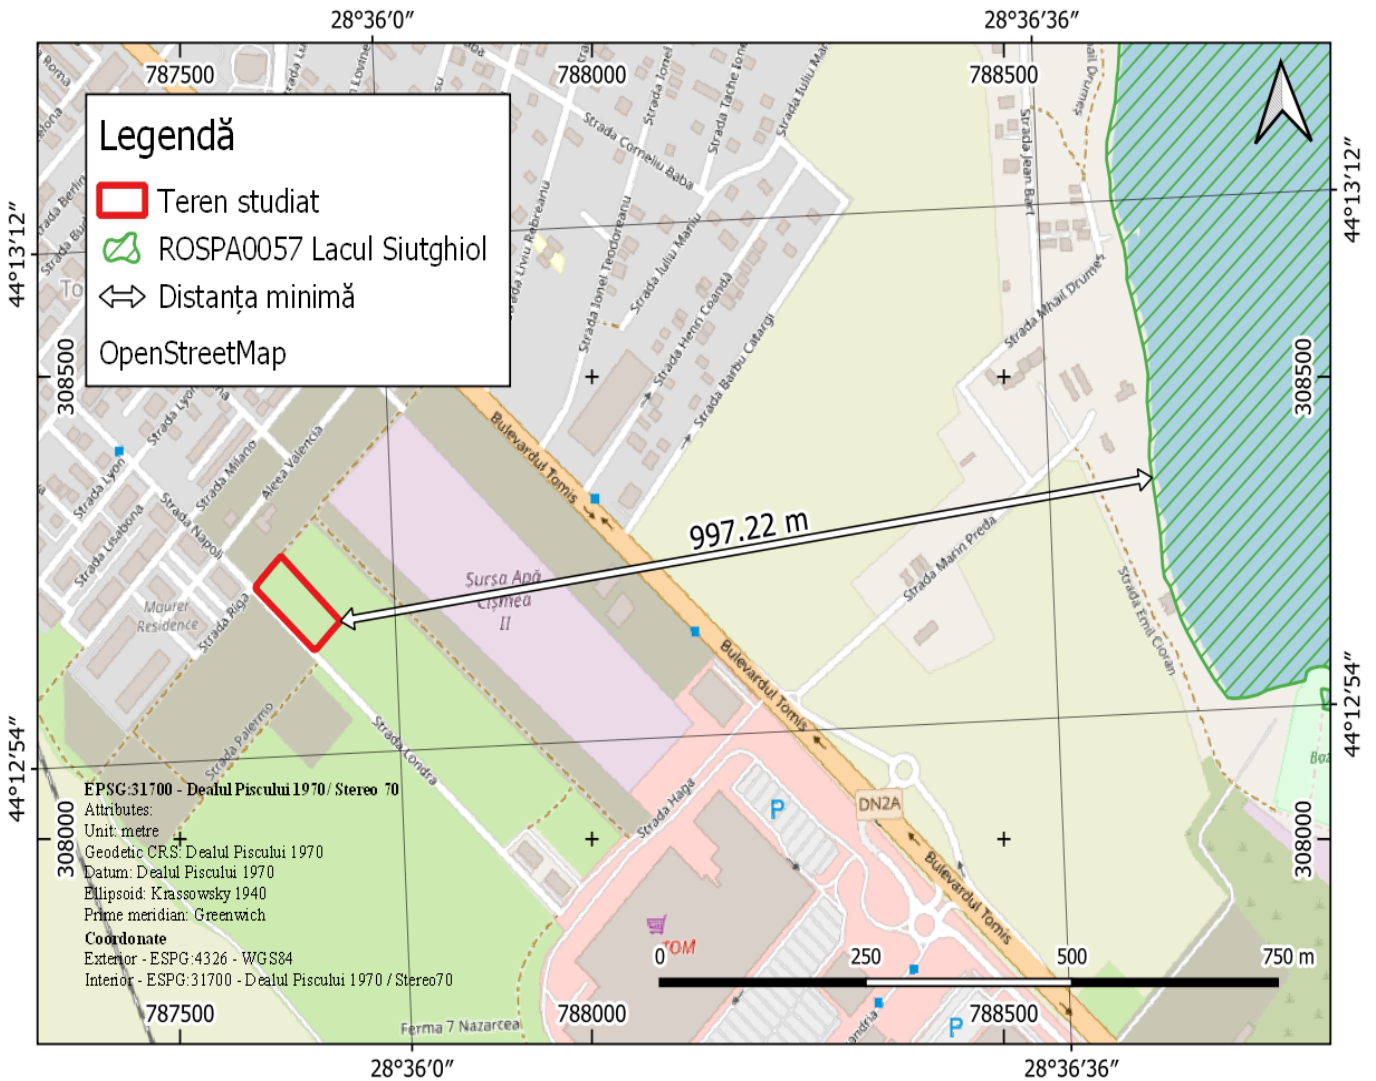 28°36′0″
28°36′36″
787500
788000
788500
Legendă
Teren studiat
ROSPA0057 Lacul Siutghiol
Distanța minimă
OpenStreetMap
44°13′12″
44°13′12″
308500
308500
44°12′54″
44°12′54″
308000
308000
Roma
Strada Corneliu Baba
Strada Ionel Teodoreanu
Strada Iuliu Maniu
Strada Henri Coandă
Strada Barbu Catargi
Strada Jean Bart
Strada Mhail Drumeș
Bulevardul Tomis
Strada Lyon
Strada Milano
Aleea Valencia
Strada Lisabona
Strada Napoli
Strada Riga
Maurer
Residence
Sursa Apă
Cișmea
II
997.22 m
Strada Marin Preda
Strada Emil Cioran
Bulevardul Tomis
Strada Palermo
Strada Londra
Strada Haga
DN2A
P
Bulevardul Tomis
TOM
P
Ferma 7 Nazarcea
EPSG:31700 - Dealul Piscului 1970/ Stereo 70
Attributes:
Unit: metre
Geodetic CRS: Dealul Piscului 1970
Datum: Dealul Piscului 1970
Ellipsoid: Krassowsky 1940
Prime meridian: Greenwich
Coordonate
Exterior - ESPG:4326 - WGS84
Interior - ESPG:31700 - Dealul Piscului 1970 / Stereo70
0
250
500
750 m
787500
788000
788500
28°36′0″
28°36′36″